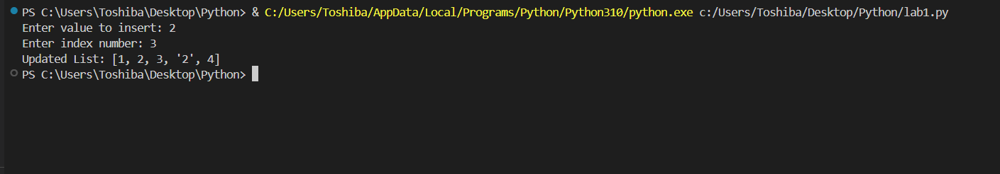 PS C:\Users\Toshiba\Desktop\Python> & C:/Users/Toshiba/AppData/Local/Programs/Python/Python310/python.exe c:/Users/Toshiba/Desktop/Python/lab1.py
Enter value to insert: 2
Enter index number: 3
Updated List: [1, 2, 3, '2', 4]
PS C:\Users\Toshiba\Desktop\Python>